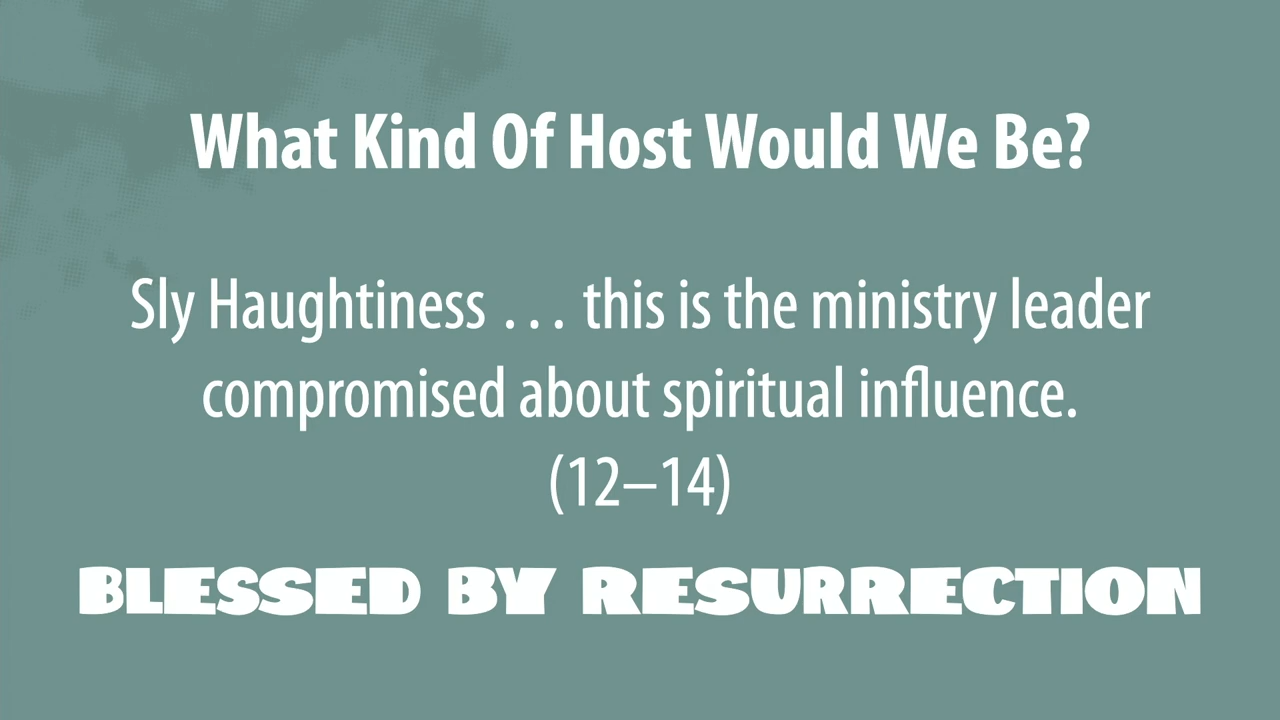 What Kind Of Host Would We Be?
Sly Haughtiness . . . this is the ministry leader
compromised about spiritual influence.
(12–14)
BLESSED BY RESURRECTION